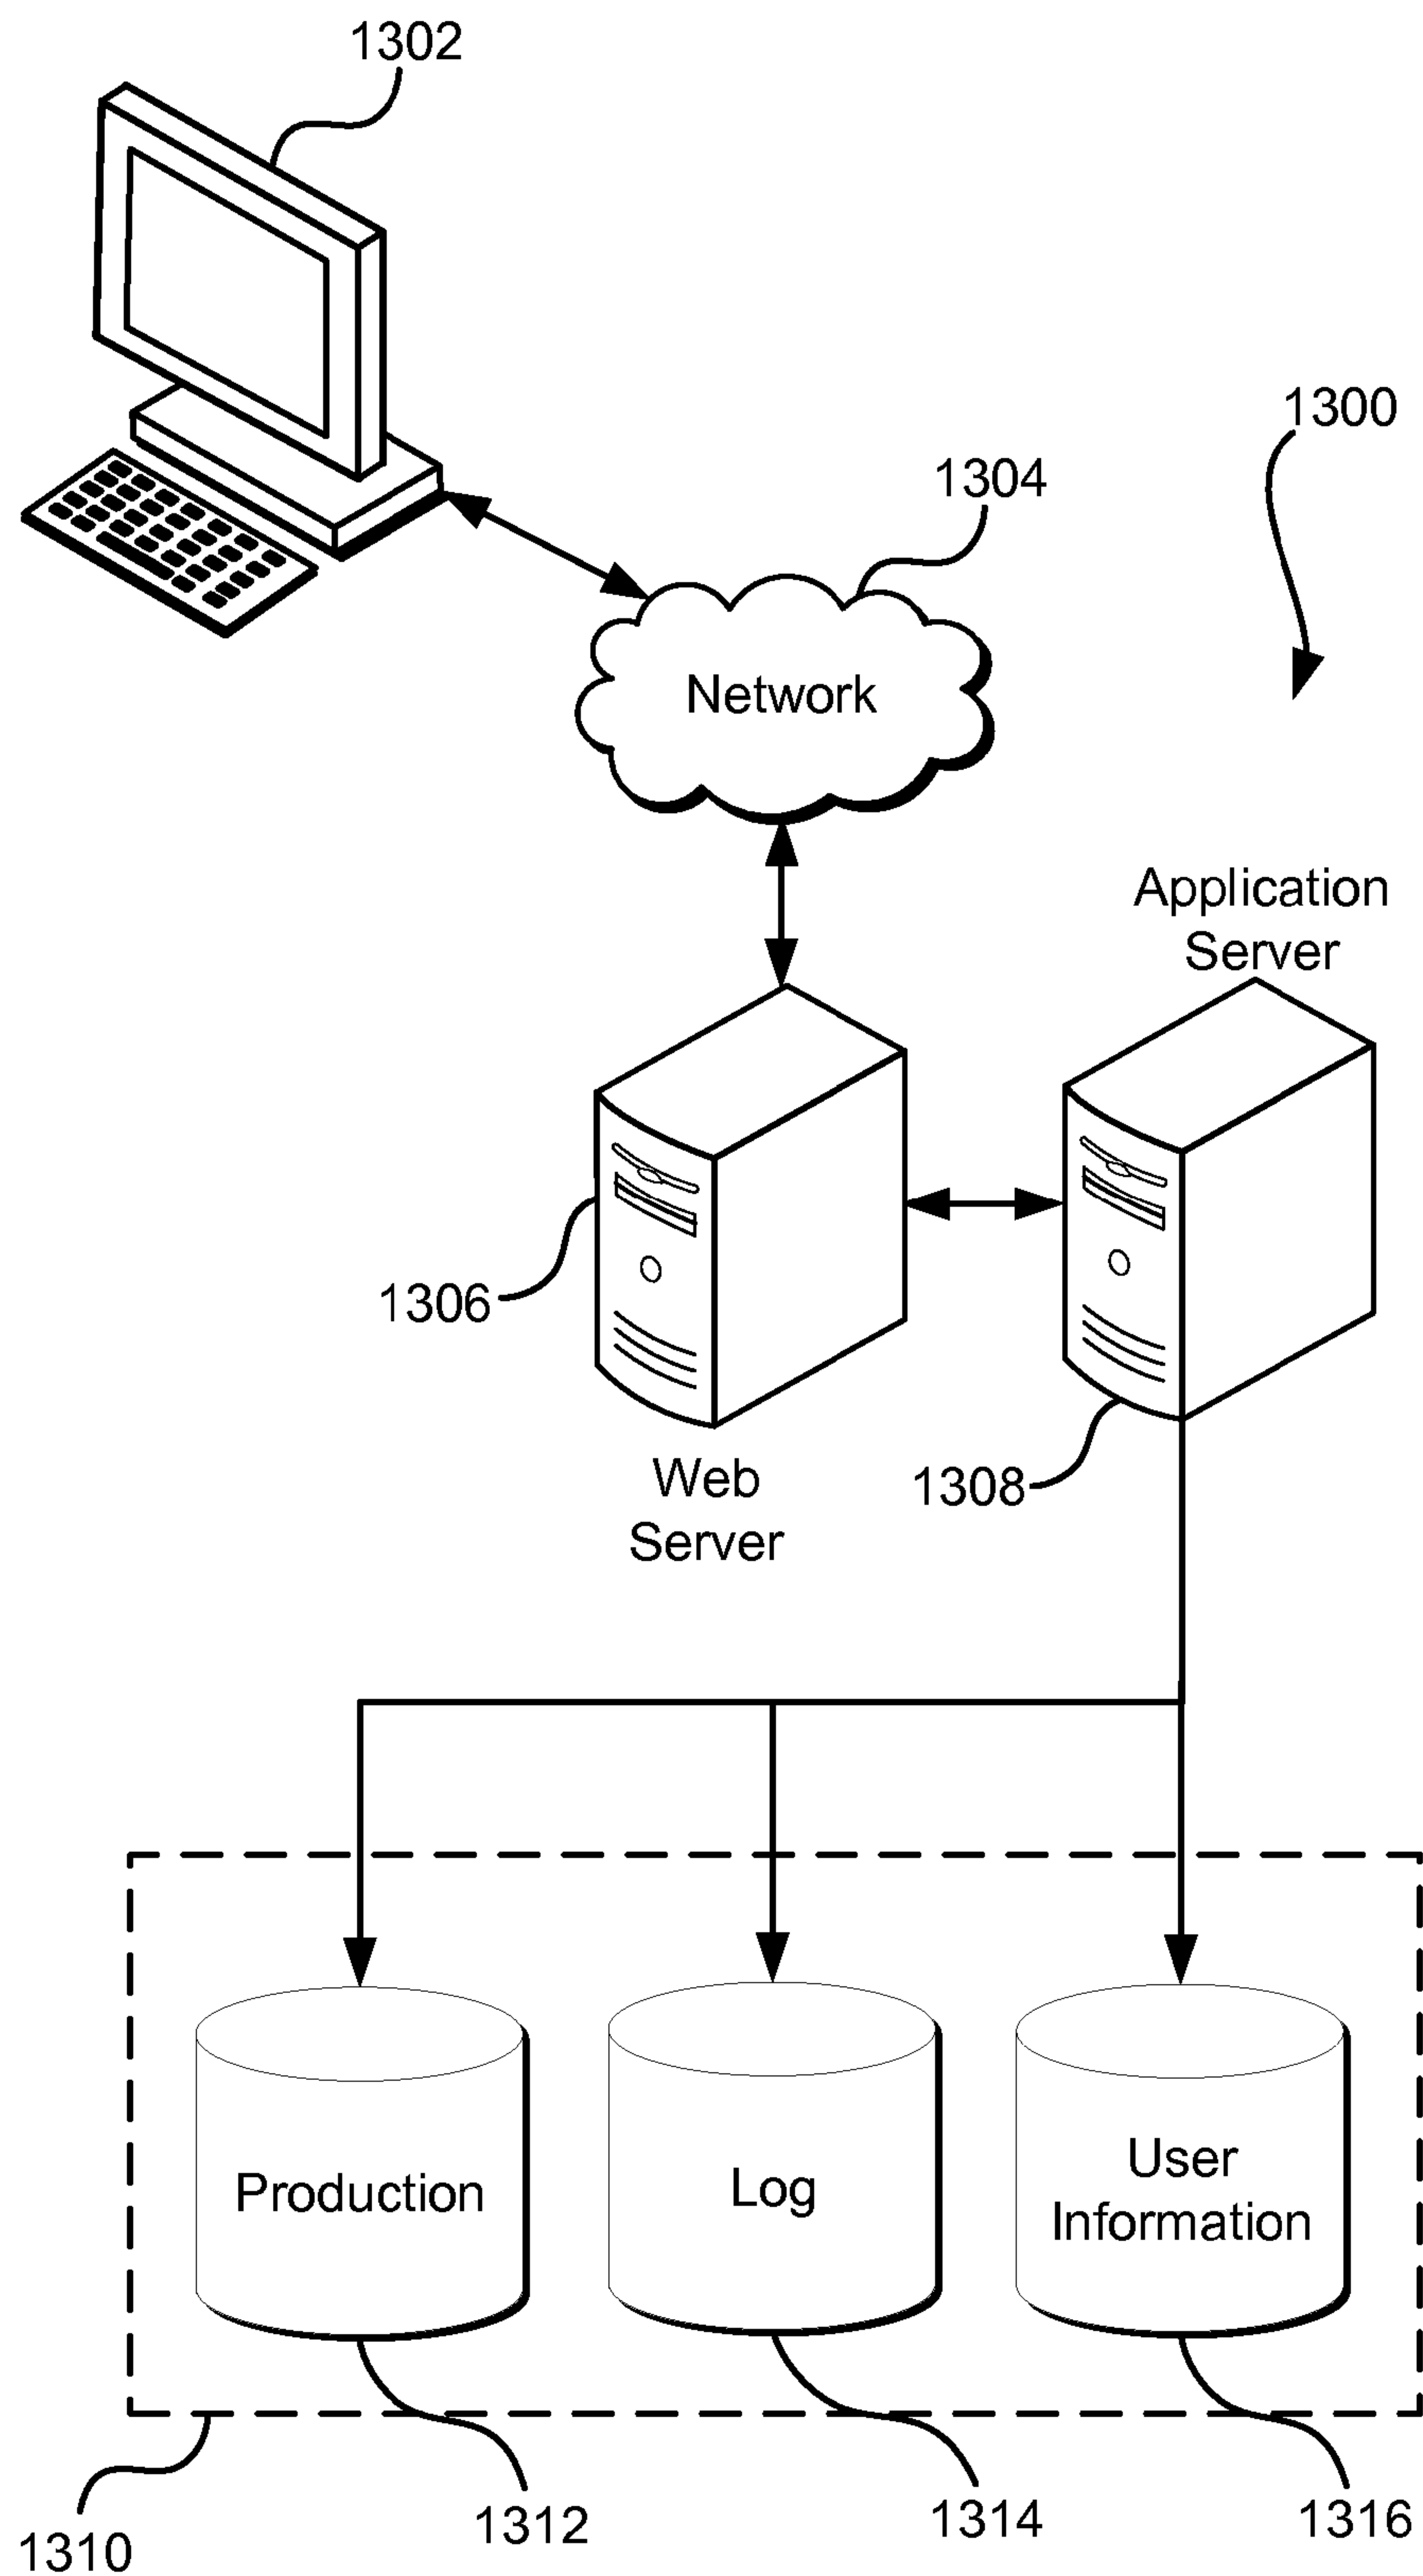 1302
1300
1304
Network
Application
Server
1306
1308
Web
Server
Production
Log
User
Information
1310
1312
1314
1316